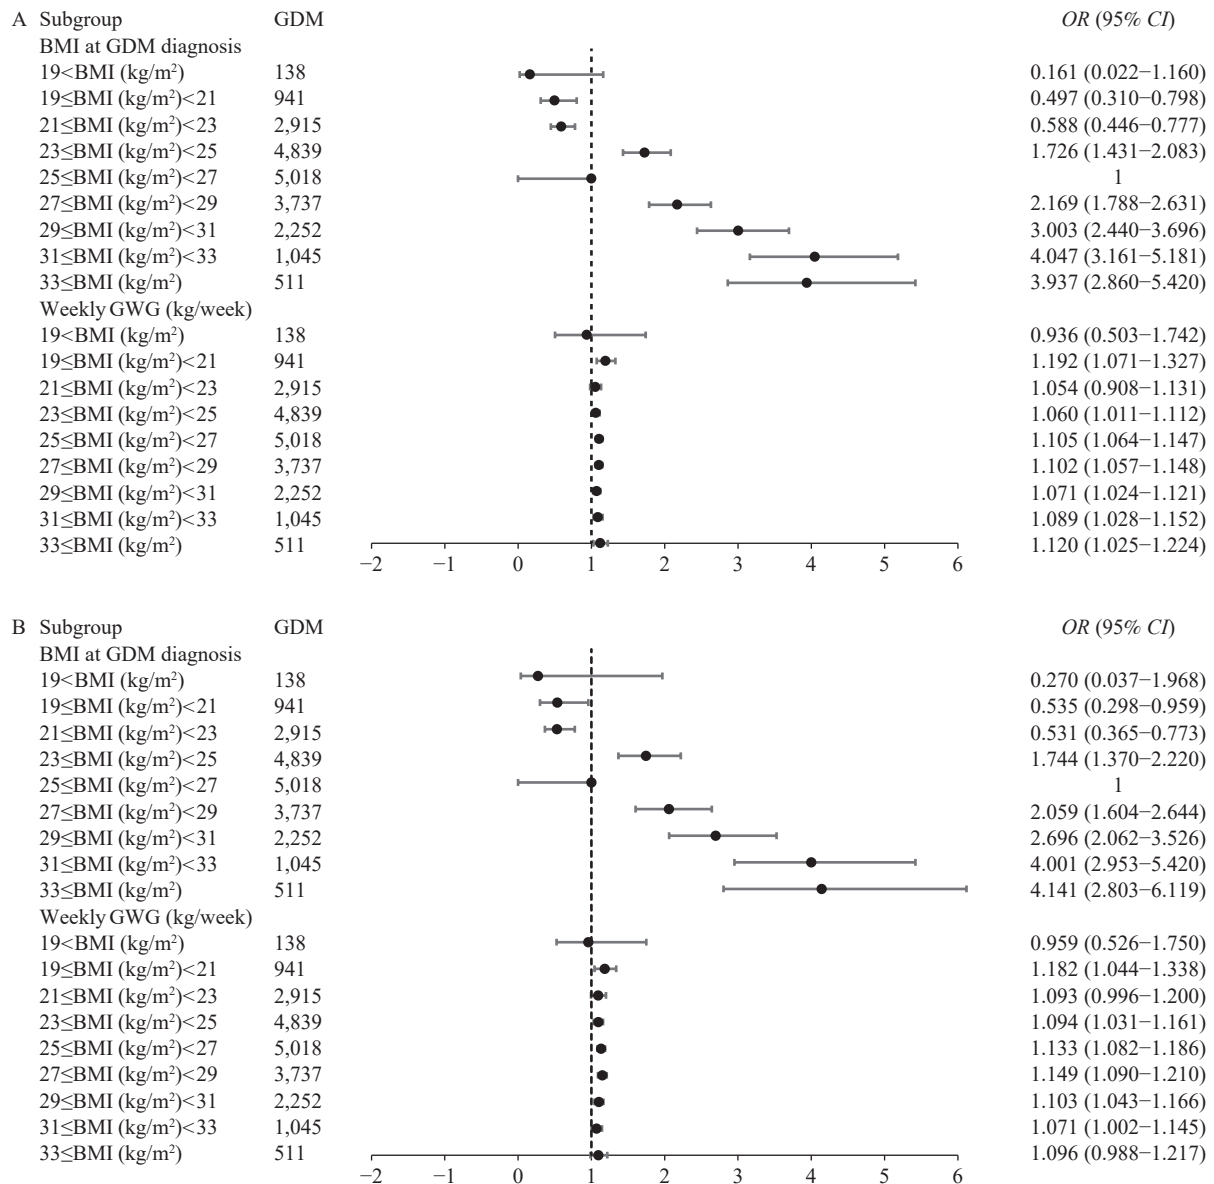 A Subgroup GDM OR (95% CI)
BMI at GDM diagnosis
19<BMI (kg/m²) 138 0.161 (0.022−1.160)
19≤BMI (kg/m²)<21 941 0.497 (0.310−0.798)
21≤BMI (kg/m²)<23 2,915 0.588 (0.446−0.777)
23≤BMI (kg/m²)<25 4,839 1.726 (1.431−2.083)
25≤BMI (kg/m²)<27 5,018 1
27≤BMI (kg/m²)<29 3,737 2.169 (1.788−2.631)
29≤BMI (kg/m²)<31 2,252 3.003 (2.440−3.696)
31≤BMI (kg/m²)<33 1,045 4.047 (3.161−5.181)
33≤BMI (kg/m²) 511 3.937 (2.860−5.420)
Weekly GWG (kg/week)
19<BMI (kg/m²) 138 0.936 (0.503−1.742)
19≤BMI (kg/m²)<21 941 1.192 (1.071−1.327)
21≤BMI (kg/m²)<23 2,915 1.054 (0.908−1.131)
23≤BMI (kg/m²)<25 4,839 1.060 (1.011−1.112)
25≤BMI (kg/m²)<27 5,018 1.105 (1.064−1.147)
27≤BMI (kg/m²)<29 3,737 1.102 (1.057−1.148)
29≤BMI (kg/m²)<31 2,252 1.071 (1.024−1.121)
31≤BMI (kg/m²)<33 1,045 1.089 (1.028−1.152)
33≤BMI (kg/m²) 511 1.120 (1.025−1.224)
−2 −1 0 1 2 3 4 5 6
B Subgroup GDM OR (95% CI)
BMI at GDM diagnosis
19<BMI (kg/m²) 138 0.270 (0.037−1.968)
19≤BMI (kg/m²)<21 941 0.535 (0.298−0.959)
21≤BMI (kg/m²)<23 2,915 0.531 (0.365−0.773)
23≤BMI (kg/m²)<25 4,839 1.744 (1.370−2.220)
25≤BMI (kg/m²)<27 5,018 1
27≤BMI (kg/m²)<29 3,737 2.059 (1.604−2.644)
29≤BMI (kg/m²)<31 2,252 2.696 (2.062−3.526)
31≤BMI (kg/m²)<33 1,045 4.001 (2.953−5.420)
33≤BMI (kg/m²) 511 4.141 (2.803−6.119)
Weekly GWG (kg/week)
19<BMI (kg/m²) 138 0.959 (0.526−1.750)
19≤BMI (kg/m²)<21 941 1.182 (1.044−1.338)
21≤BMI (kg/m²)<23 2,915 1.093 (0.996−1.200)
23≤BMI (kg/m²)<25 4,839 1.094 (1.031−1.161)
25≤BMI (kg/m²)<27 5,018 1.133 (1.082−1.186)
27≤BMI (kg/m²)<29 3,737 1.149 (1.090−1.210)
29≤BMI (kg/m²)<31 2,252 1.103 (1.043−1.166)
31≤BMI (kg/m²)<33 1,045 1.071 (1.002−1.145)
33≤BMI (kg/m²) 511 1.096 (0.988−1.217)
−2 −1 0 1 2 3 4 5 6